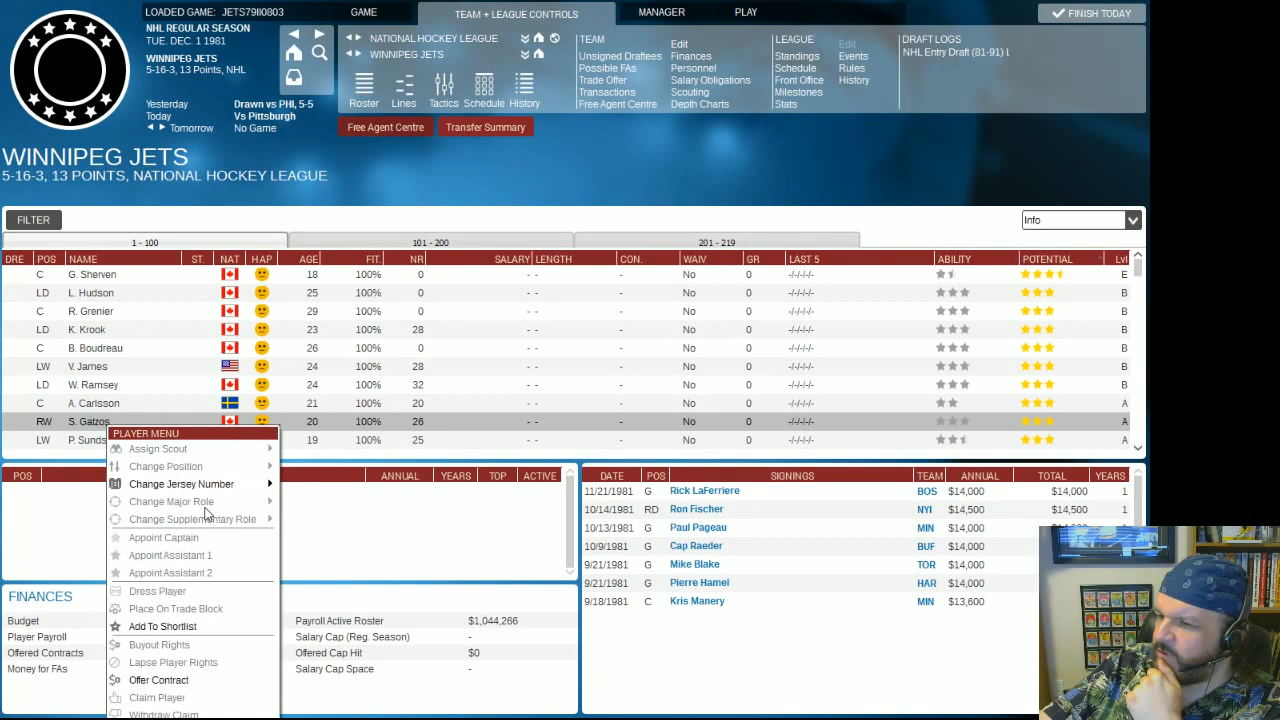 LOADED GAME: JETS79II0803
GAME
TEAM + LEAGUE CONTROLS
MANAGER
PLAY
FINISH TODAY
NHL REGULAR SEASON
TUE. DEC. 1 1981
WINNIPEG JETS
5-16-3, 13 POINTS, NHL
Yesterday Drawn vs PHI, 5-5
Today Vs Pittsburgh
Tomorrow No Game
NATIONAL HOCKEY LEAGUE
WINNIPEG JETS
Roster Lines Tactics Schedule History
TEAM
Unsigned Draftees
Possible FAs
Trade Offer
Transactions
Free Agent Centre
Edit
Finances
Personnel
Salary Obligations
Scouting
Depth Charts
LEAGUE
Standings
Schedule
Front Office
Milestones
Stats
Edit
Events
Rules
History
DRAFT LOGS
NHL Entry Draft (81-91) l
Free Agent Centre
Transfer Summary
WINNIPEG JETS
5-16-3, 13 POINTS, NATIONAL HOCKEY LEAGUE
FILTER
Info
1 - 100 101 - 200 201 - 219
DRE POS NAME ST. NAT HAP AGE FIT. NR SALARY LENGTH CON. WAIV GR LAST 5 ABILITY POTENTIAL Lvl
C G. Sherven 18 100% 0 - - - No 0 -/-/-/-/- E
LD L. Hudson 25 100% 0 - - - No 0 -/-/-/-/- B
C R. Grenier 29 100% 0 - - - No 0 -/-/-/-/- B
LD K. Krook 23 100% 28 - - - No 0 -/-/-/-/- B
C B. Boudreau 26 100% 0 - - - No 0 -/-/-/-/- B
LW V. James 24 100% 28 - - - No 0 -/-/-/-/- B
LD W. Ramsey 24 100% 32 - - - No 0 -/-/-/-/- B
C A. Carlsson 21 100% 20 - - - No 0 -/-/-/-/- A
RW S. Gatzos 20 100% 26 - - - No 0 -/-/-/-/- A
LW P. Sunds 19 100% 25 - - - No 0 -/-/-/-/- A
PLAYER MENU
Assign Scout
Change Position
Change Jersey Number
Change Major Role
Change Supplementary Role
Appoint Captain
Appoint Assistant 1
Appoint Assistant 2
Dress Player
Place On Trade Block
Add To Shortlist
Buyout Rights
Lapse Player Rights
Offer Contract
Claim Player
Withdraw Claim
POS ANNUAL YEARS TOP ACTIVE
FINANCES
Budget
Player Payroll
Offered Contracts
Money for FAs
Payroll Active Roster $1,044,266
Salary Cap (Reg. Season) -
Offered Cap Hit $0
Salary Cap Space -
DATE POS SIGNINGS TEAM ANNUAL TOTAL YEARS
11/21/1981 G Rick LaFerriere BOS $14,000 $14,000 1
10/14/1981 RD Ron Fischer NYI $14,500 $14,500 1
10/13/1981 G Paul Pageau MIN $14,000
10/9/1981 G Cap Raeder BUF $14,000
9/21/1981 G Mike Blake TOR $14,000
9/21/1981 G Pierre Hamel HAR $14,000
9/18/1981 C Kris Manery MIN $13,600